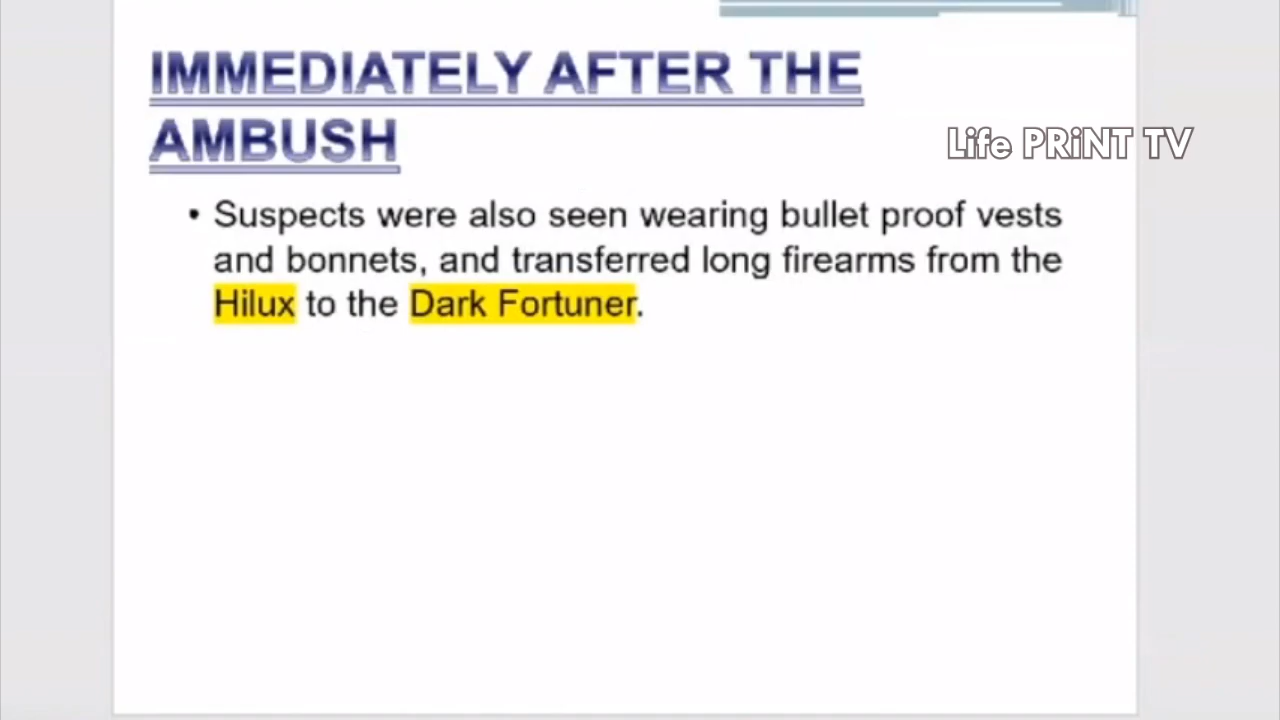 IMMEDIATELY AFTER THE
AMBUSH
Life PRiNT TV
• Suspects were also seen wearing bullet proof vests
and bonnets, and transferred long firearms from the
Hilux to the Dark Fortuner.